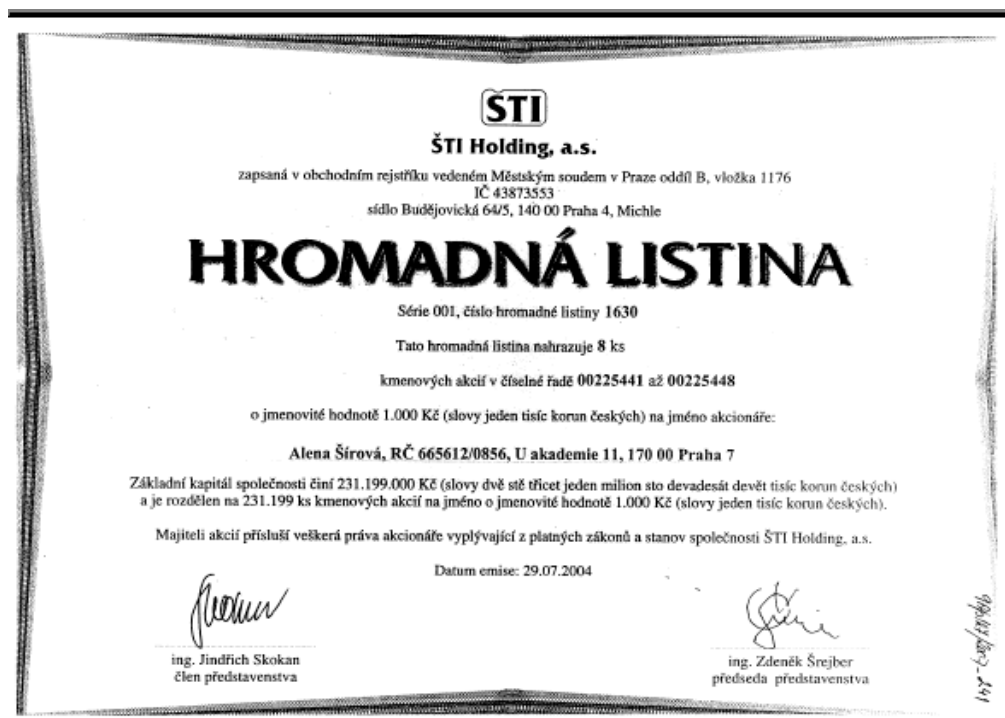 ŠTI
ŠTI Holding, a.s.
zapsaná v obchodním rejstříku vedeném Městským soudem v Praze oddíl B, vložka 1176
IČ 43873553
sídlo Budějovická 64/5, 140 00 Praha 4, Michle
HROMADNÁ LISTINA
Série 001, číslo hromadné listiny 1630
Tato hromadná listina nahrazuje 8 ks
kmenových akcií v číselné řadě 00225441 až 00225448
o jmenovité hodnotě 1.000 Kč (slovy jeden tisíc korun českých) na jméno akcionáře:
Alena Šírová, RČ 665612/0856, U akademie 11, 170 00 Praha 7
Základní kapitál společnosti činí 231.199.000 Kč (slovy dvě stě třicet jeden milion sto devadesát devět tisíc korun českých)
a je rozdělen na 231.199 ks kmenových akcií na jméno o jmenovité hodnotě 1.000 Kč (slovy jeden tisíc korun českých).
Majiteli akcií přísluší veškerá práva akcionáře vyplývající z platných zákonů a stanov společnosti ŠTI Holding, a.s.
Datum emise: 29.07.2004
ing. Jindřich Skokan
člen představenstva
ing. Zdeněk Šrejber
předseda představenstva